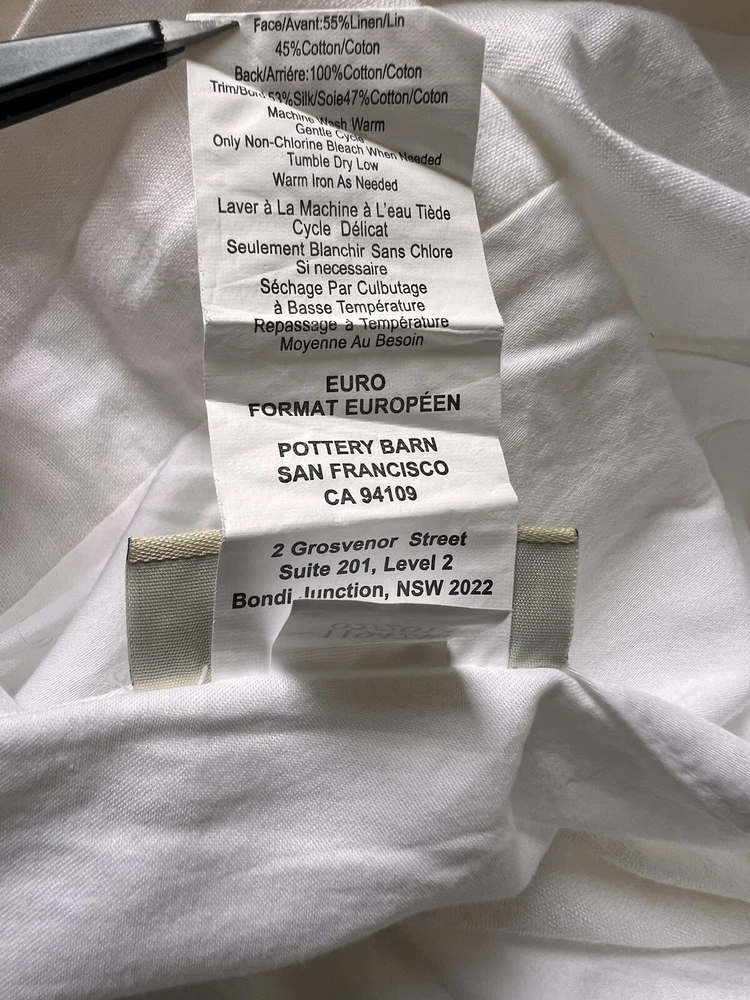 Face/Avant:55%Linen/Lin
45%Cotton/Coton
Back/Arriére:100%Cotton/Coton
53%Silk/Soie47%Cotton/Coton
Machine Wash Warm
Gentle Cycle
Only Non-Chlorine Bleach When Needed
Tumble Dry Low
Warm Iron As Needed
Laver à La Machine à L'eau Tiède
Cycle Délicat
Seulement Blanchir Sans Chlore
Si necessaire
Séchage Par Culbutage
à Basse Température
Repassage à Température
Moyenne Au Besoin
EURO
FORMAT EUROPÉEN
POTTERY BARN
SAN FRANCISCO
CA 94109
2 Grosvenor Street
Suite 201, Level 2
Bondi Junction, NSW 2022